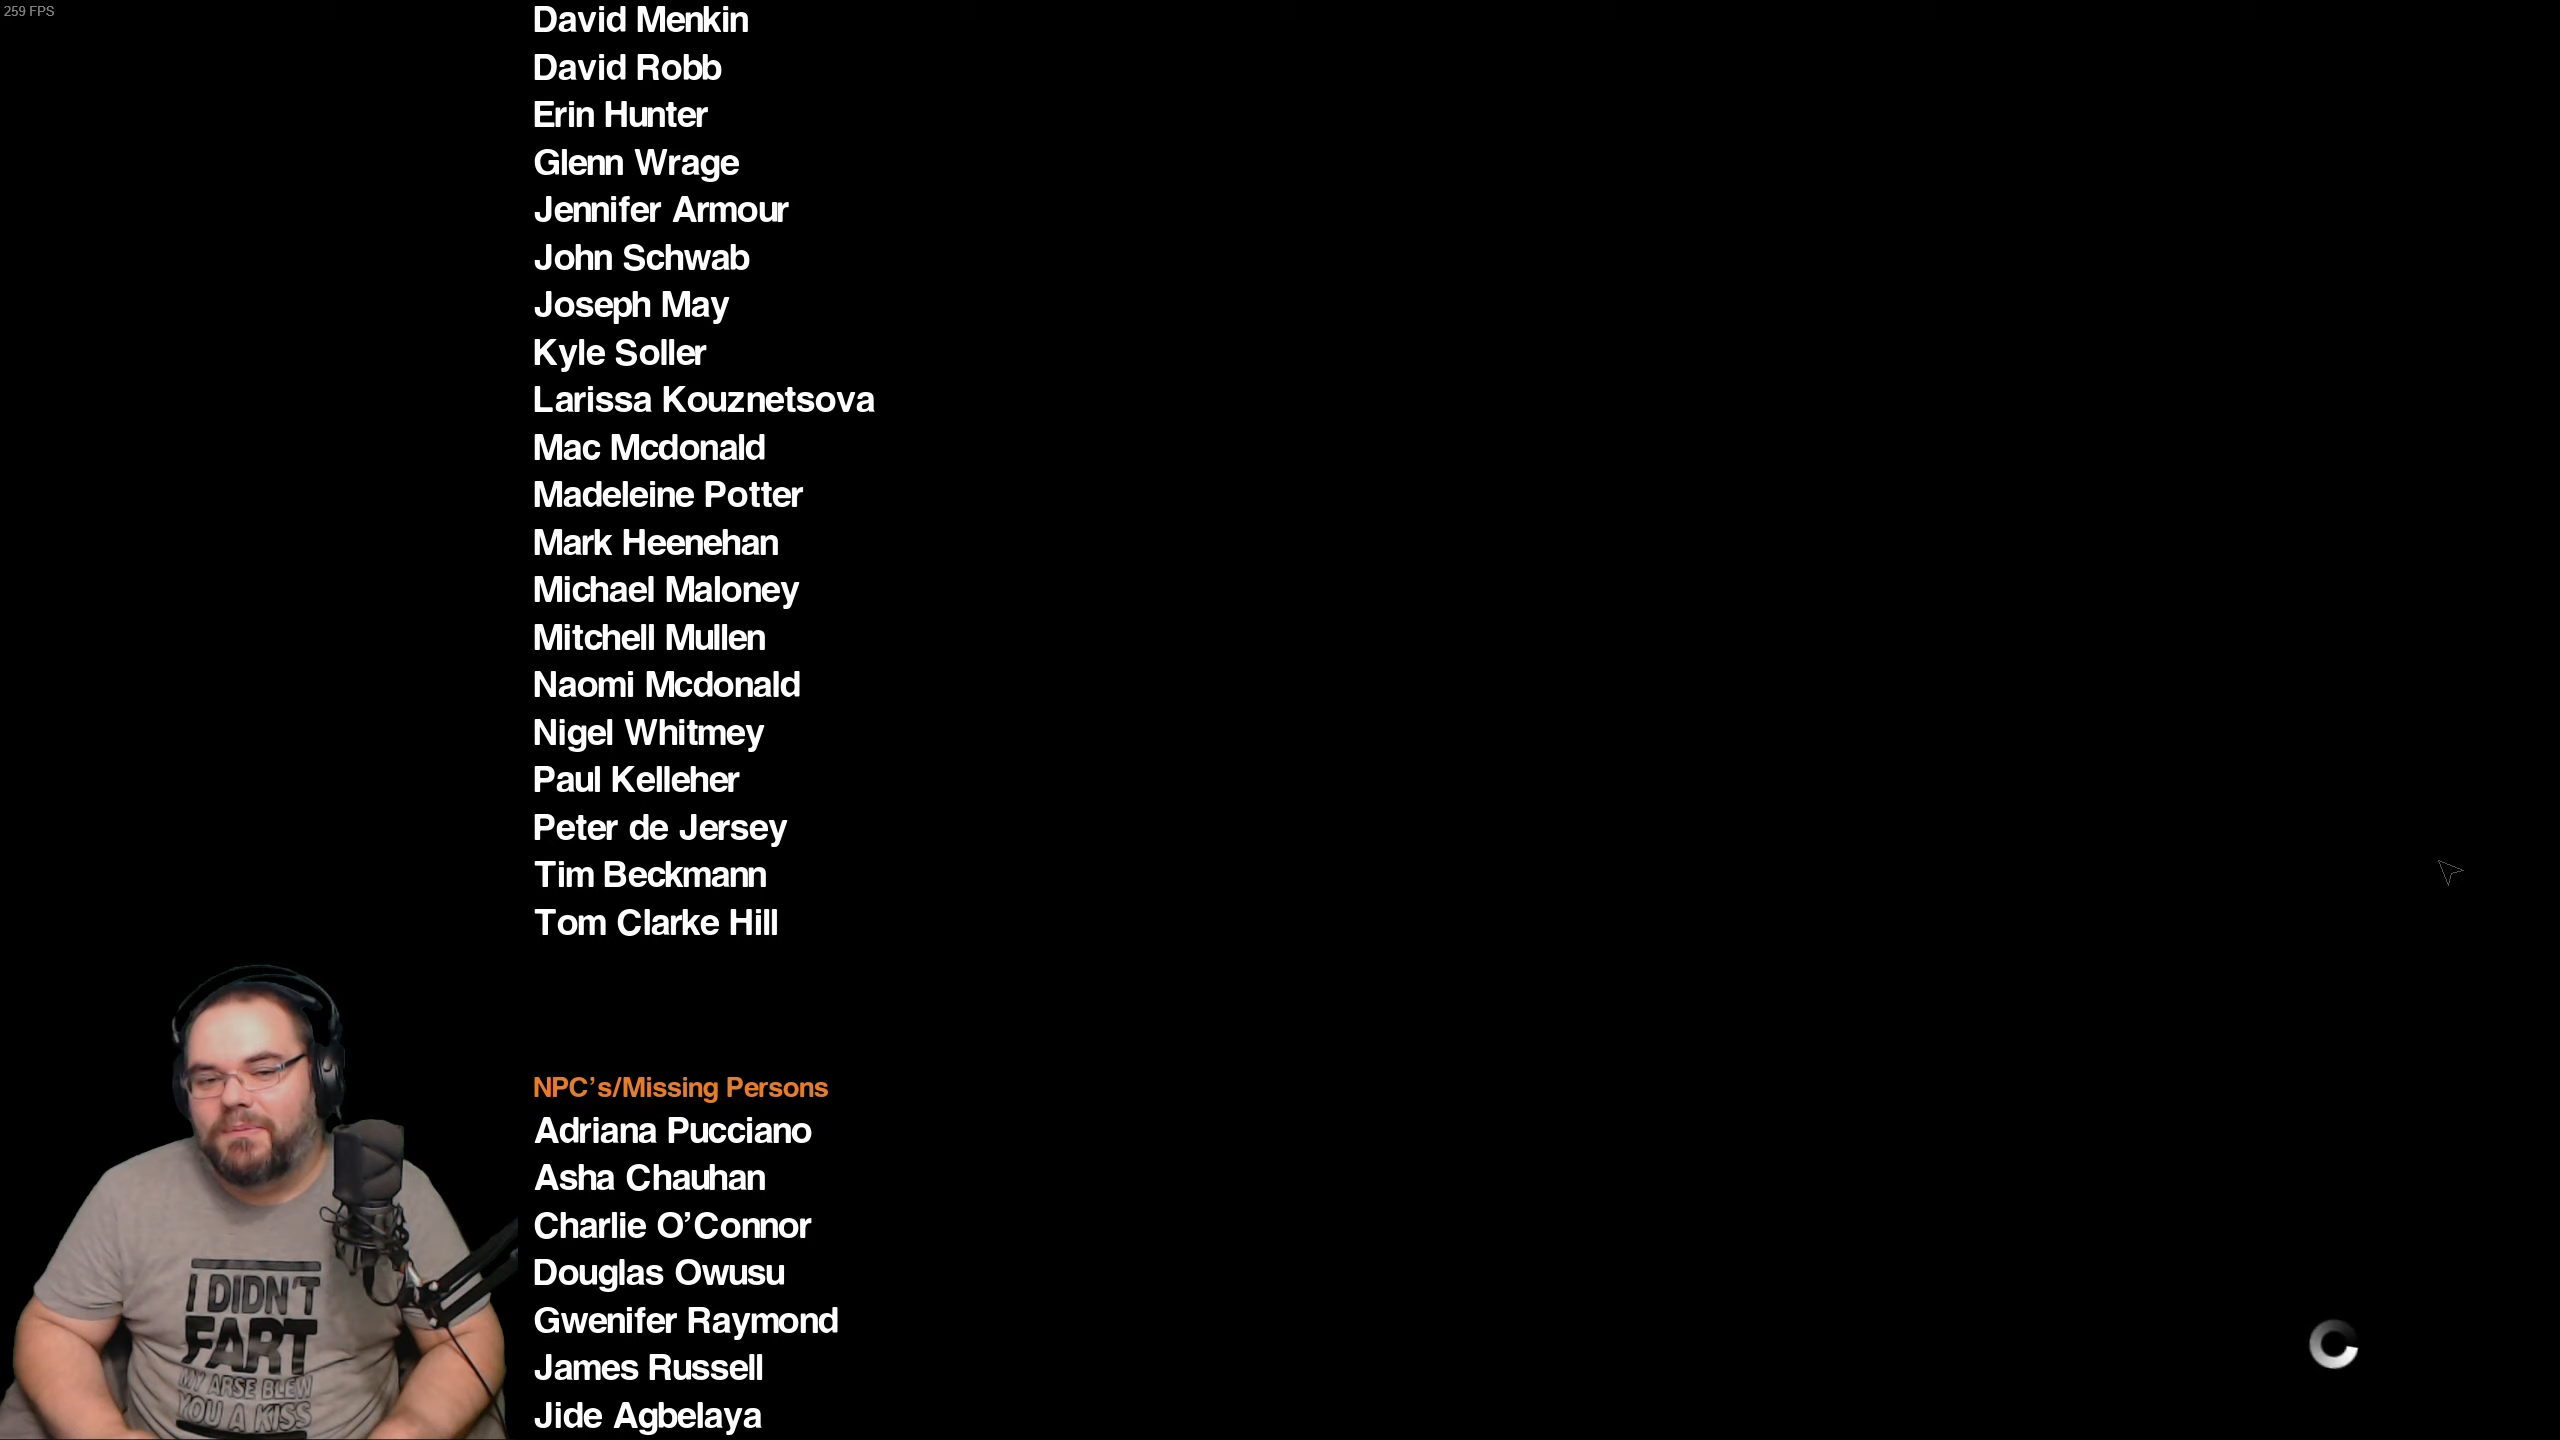 259 FPS
David Menkin
David Robb
Erin Hunter
Glenn Wrage
Jennifer Armour
John Schwab
Joseph May
Kyle Soller
Larissa Kouznetsova
Mac Mcdonald
Madeleine Potter
Mark Heenehan
Michael Maloney
Mitchell Mullen
Naomi Mcdonald
Nigel Whitmey
Paul Kelleher
Peter de Jersey
Tim Beckmann
Tom Clarke Hill
NPC’s/Missing Persons
Adriana Pucciano
Asha Chauhan
Charlie O’Connor
Douglas Owusu
Gwenifer Raymond
James Russell
Jide Agbelaya
I DIDN'T
FART
MY ARSE BLEW
YOU A KISS